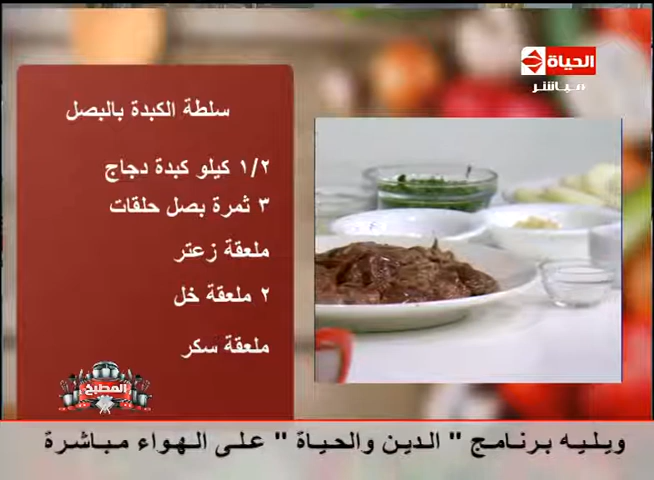 الحياة
مباشر
سلطة الكبدة بالبصل
١/٢ كيلو كبدة دجاج
٣ ثمرة بصل حلقات
ملعقة زعتر
٢ ملعقة خل
ملعقة سكر
المطبخ
ويليه برنامج " الدين والحياة " على الهواء مباشرة